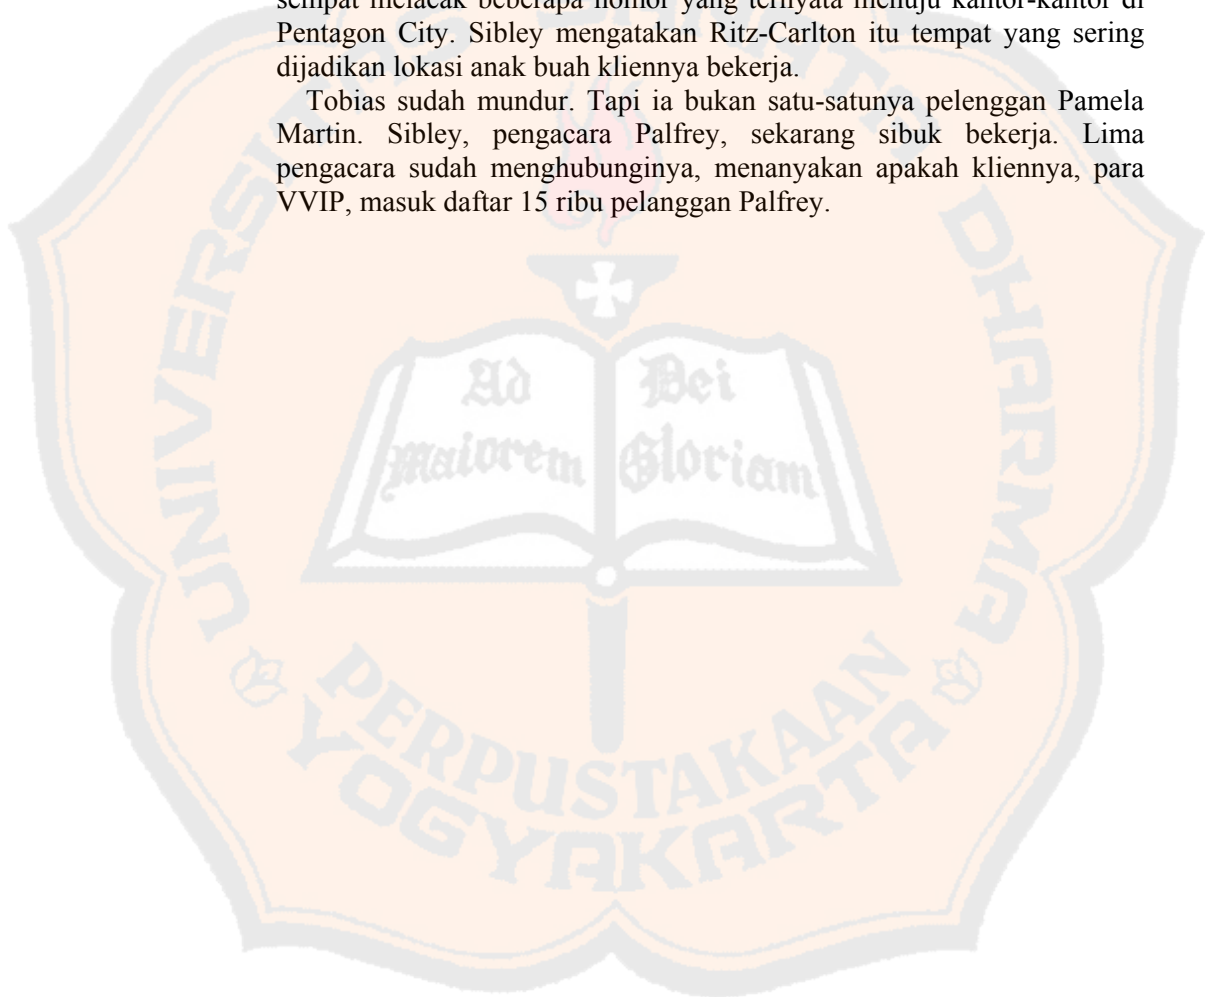 sempat melacak beberapa nomor yang ternyata menuju kantor-kantor di
Pentagon City. Sibley mengatakan Ritz-Carlton itu tempat yang sering
dijadikan lokasi anak buah kliennya bekerja.
Tobias sudah mundur. Tapi ia bukan satu-satunya pelenggan Pamela
Martin. Sibley, pengacara Palfrey, sekarang sibuk bekerja. Lima
pengacara sudah menghubunginya, menanyakan apakah kliennya, para
VVIP, masuk daftar 15 ribu pelanggan Palfrey.
UNIVERSITAS SANATA DHARMA
Ad Dei
Maiorem Gloriam
PERPUSTAKAAN
YOGYAKARTA